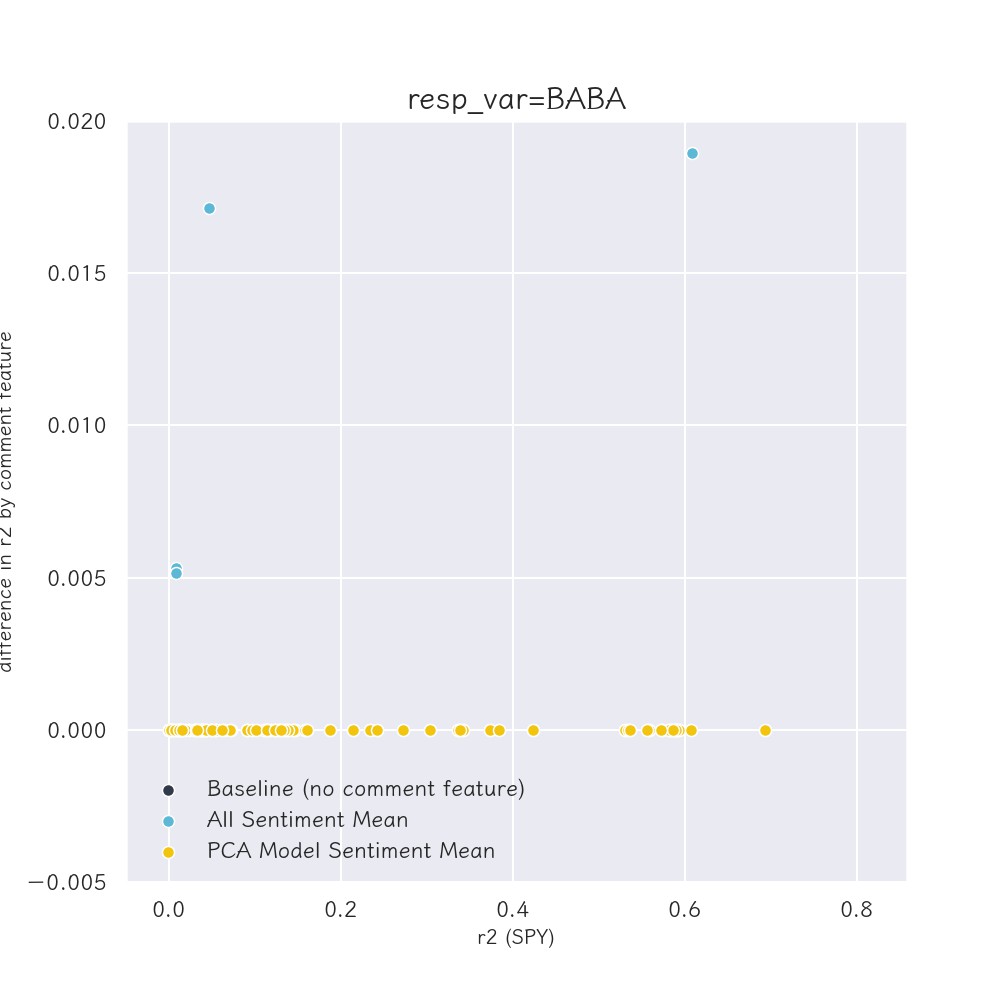 resp_var=BABA
0.020
0.015
0.010
0.005
0.000
−0.005
difference in r2 by comment feature
Baseline (no comment feature)
All Sentiment Mean
PCA Model Sentiment Mean
0.0 0.2 0.4 0.6 0.8
r2 (SPY)